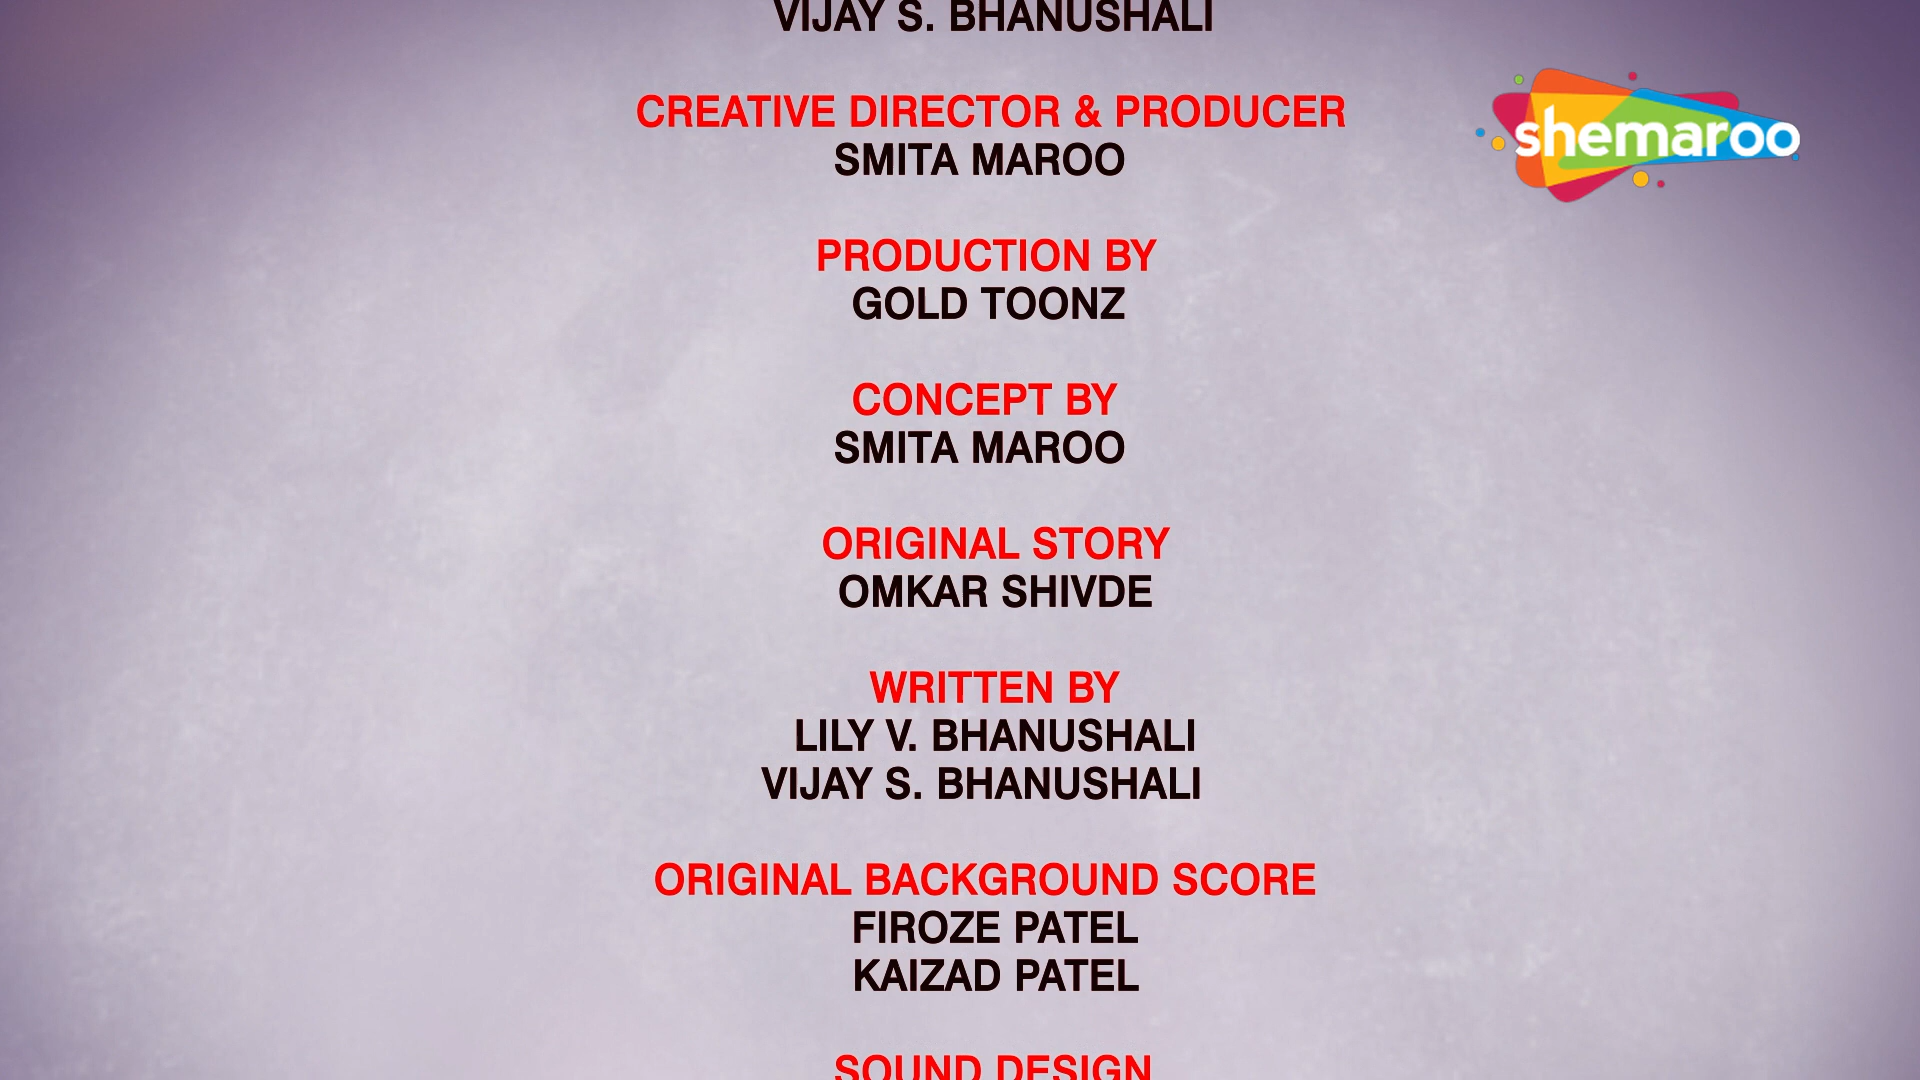 VIJAY S. BHANUSHALI
CREATIVE DIRECTOR & PRODUCER
SMITA MAROO
shemaroo
PRODUCTION BY
GOLD TOONZ
CONCEPT BY
SMITA MAROO
ORIGINAL STORY
OMKAR SHIVDE
WRITTEN BY
LILY V. BHANUSHALI
VIJAY S. BHANUSHALI
ORIGINAL BACKGROUND SCORE
FIROZE PATEL
KAIZAD PATEL
SOUND DESIGN